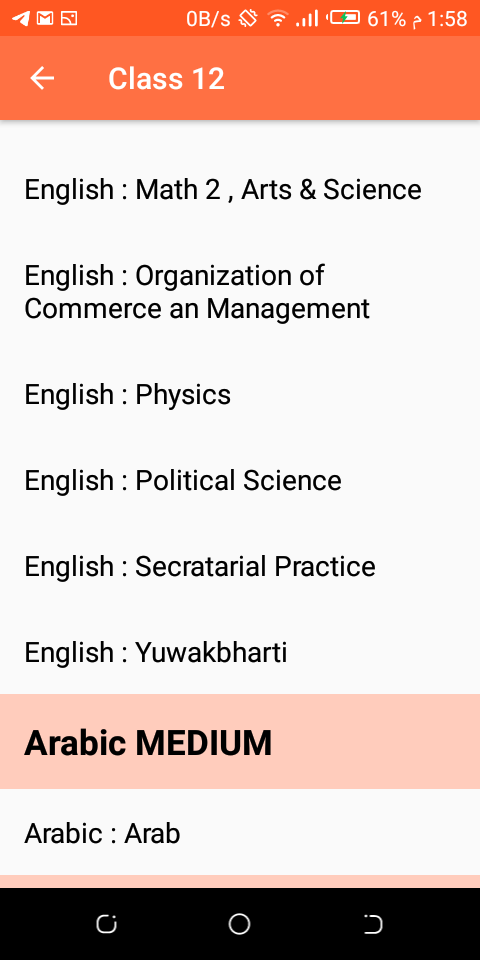 0B/s 61% م 1:58
Class 12
English : Math 2 , Arts & Science
English : Organization of
Commerce an Management
English : Physics
English : Political Science
English : Secratarial Practice
English : Yuwakbharti
Arabic MEDIUM
Arabic : Arab